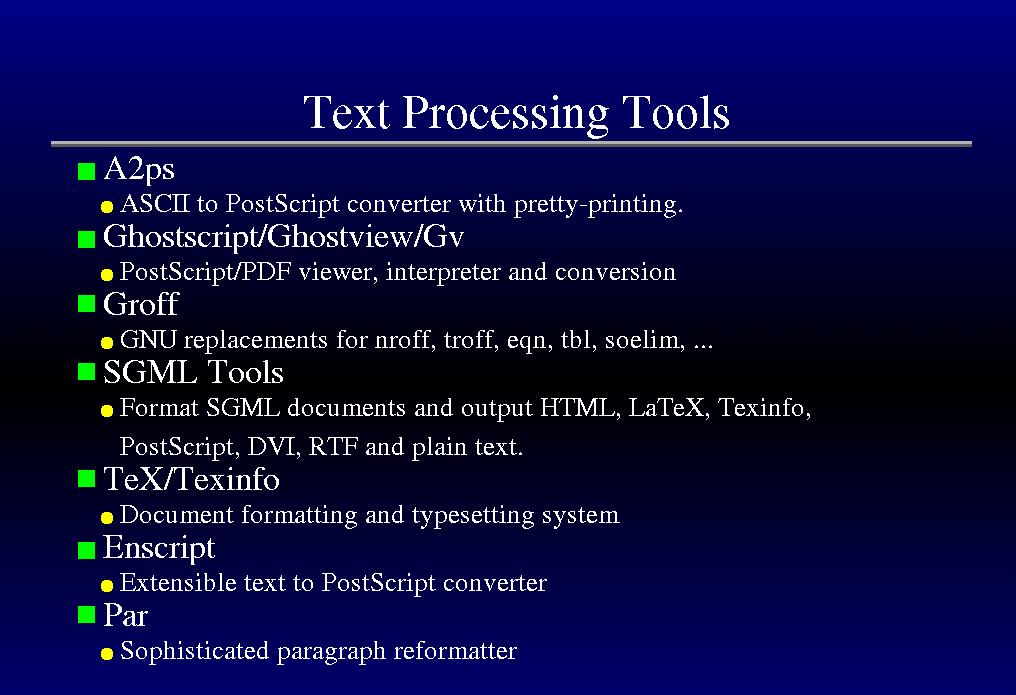 Text Processing Tools
A2ps
ASCII to PostScript converter with pretty-printing.
Ghostscript/Ghostview/Gv
PostScript/PDF viewer, interpreter and conversion
Groff
GNU replacements for nroff, troff, eqn, tbl, soelim, ...
SGML Tools
Format SGML documents and output HTML, LaTeX, Texinfo,
PostScript, DVI, RTF and plain text.
TeX/Texinfo
Document formatting and typesetting system
Enscript
Extensible text to PostScript converter
Par
Sophisticated paragraph reformatter